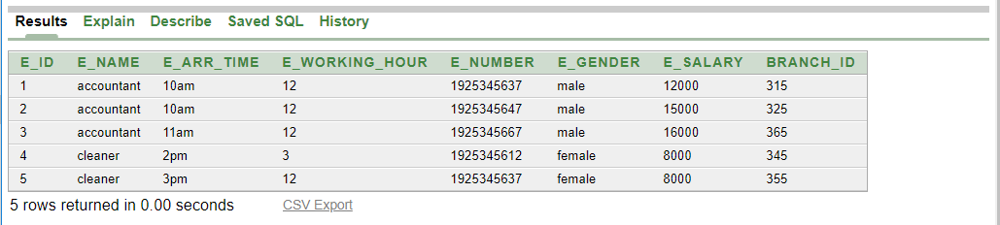 Results Explain Describe Saved SQL History
E_ID E_NAME E_ARR_TIME E_WORKING_HOUR E_NUMBER E_GENDER E_SALARY BRANCH_ID
1 accountant 10am 12 1925345637 male 12000 315
2 accountant 10am 12 1925345647 male 15000 325
3 accountant 11am 12 1925345667 male 16000 365
4 cleaner 2pm 3 1925345612 female 8000 345
5 cleaner 3pm 12 1925345637 female 8000 355
5 rows returned in 0.00 seconds CSV Export